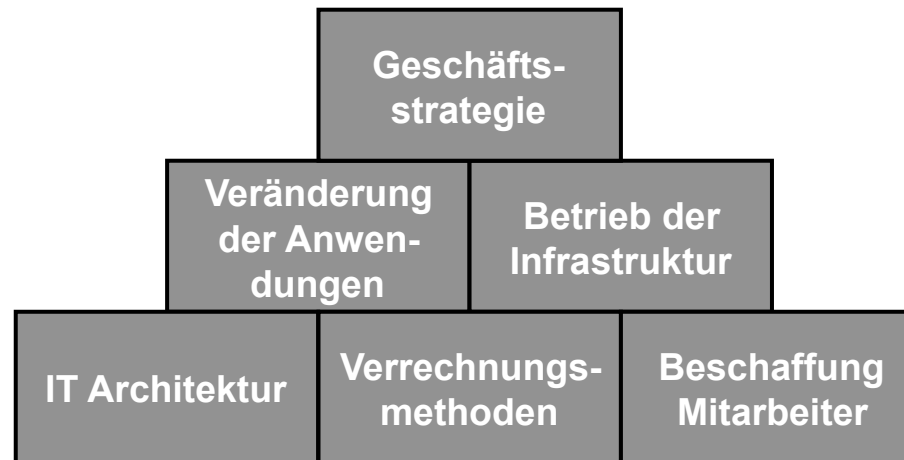 Geschäfts-
strategie
Veränderung
der Anwen-
dungen
Betrieb der
Infrastruktur
IT Architektur
Verrechnungs-
methoden
Beschaffung
Mitarbeiter